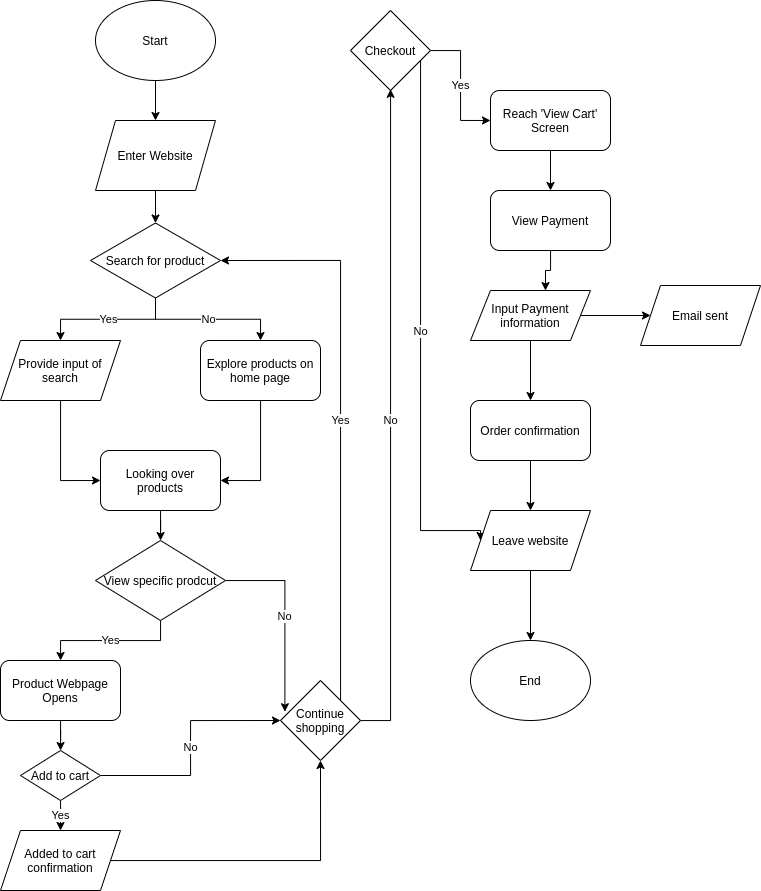 Start
Enter Website
Search for product
Yes
No
Provide input of
search
Explore products on
home page
Looking over
products
View specific prodcut
No
Yes
Product Webpage
Opens
Add to cart
No
Yes
Added to cart
confirmation
Continue
shopping
Yes
No
Checkout
Yes
No
Reach 'View Cart'
Screen
View Payment
Input Payment
information
Email sent
Order confirmation
Leave website
End